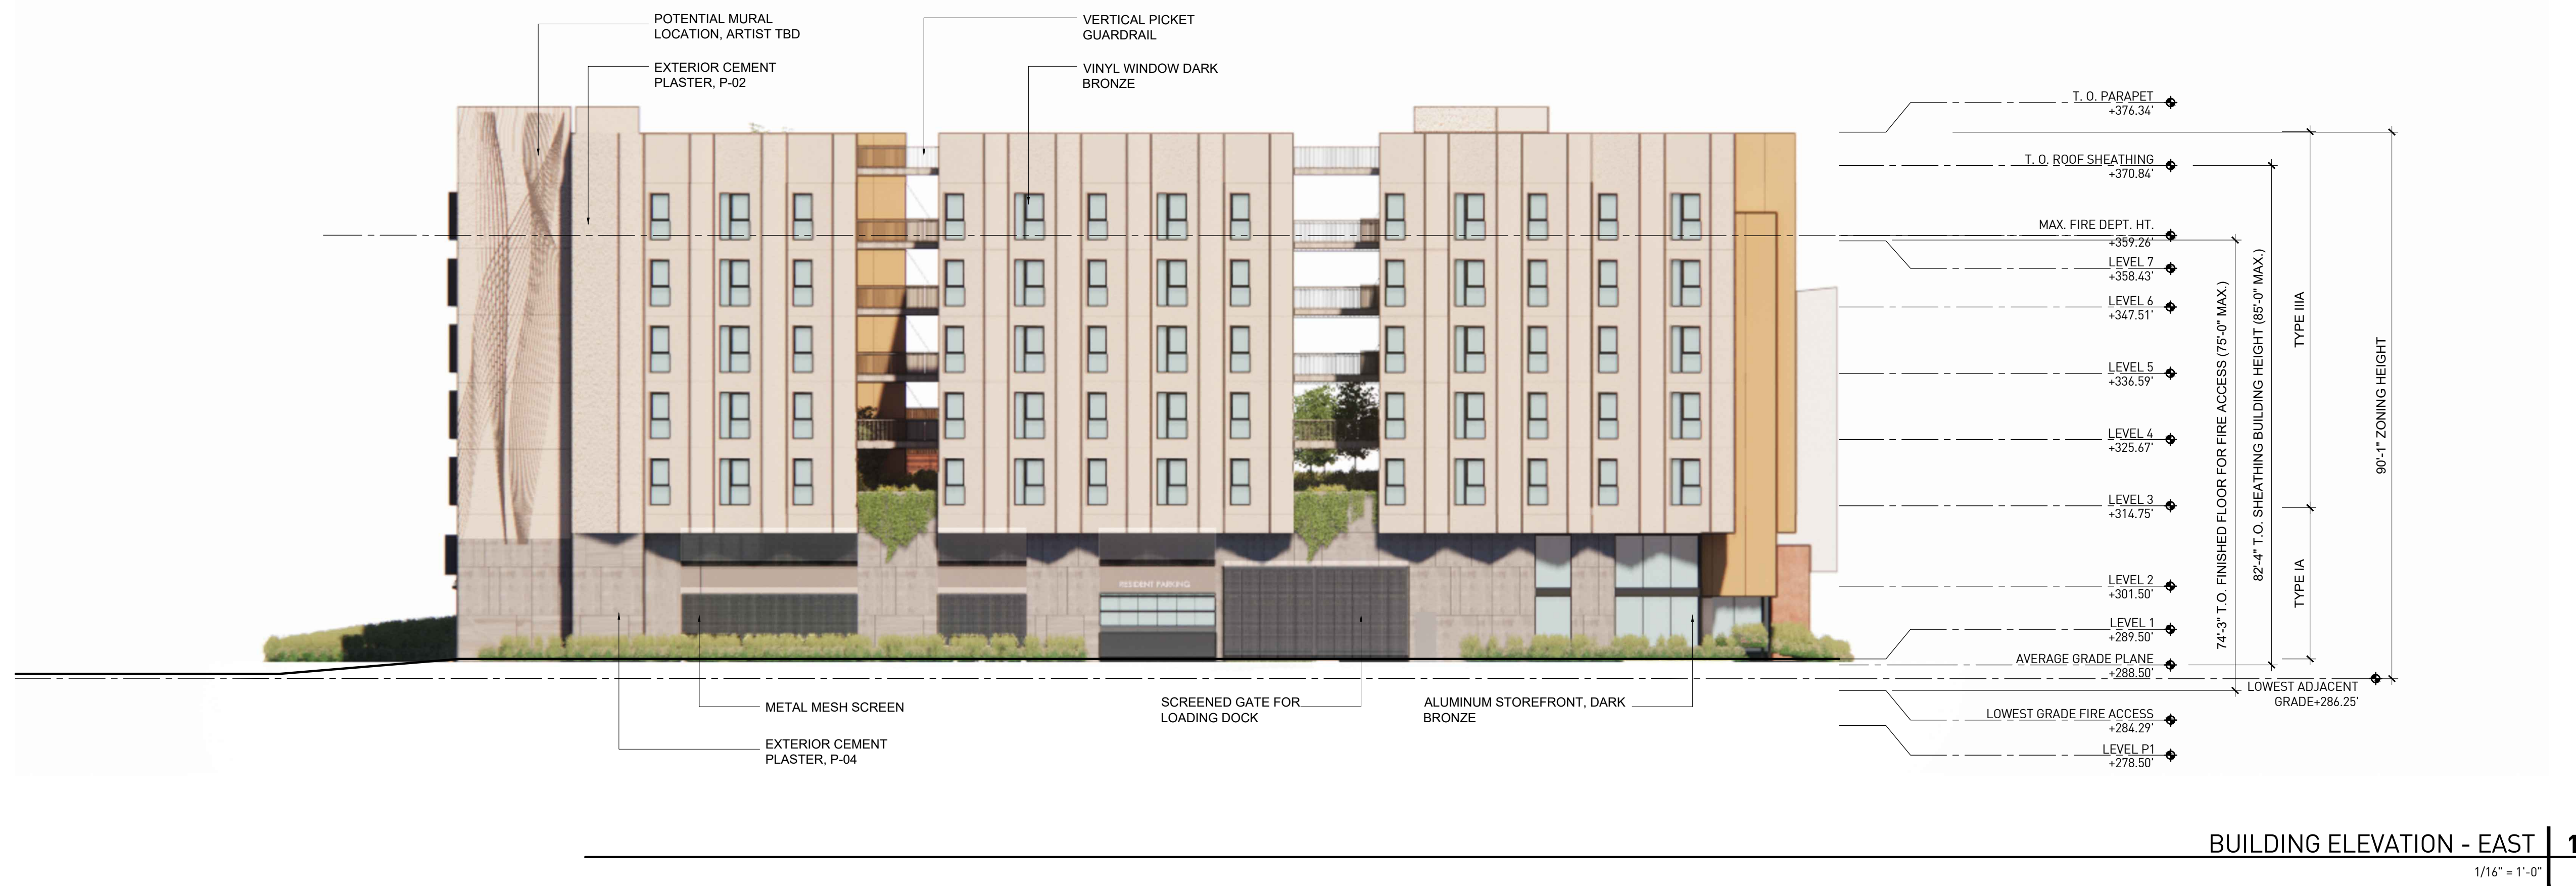 POTENTIAL MURAL
LOCATION, ARTIST TBD
EXTERIOR CEMENT
PLASTER, P-02
VERTICAL PICKET
GUARDRAIL
VINYL WINDOW DARK
BRONZE
T. O. PARAPET
+376.34'
T. O. ROOF SHEATHING
+370.84'
MAX. FIRE DEPT. HT.
+359.26'
LEVEL 7
+358.43'
LEVEL 6
+347.51'
LEVEL 5
+336.59'
LEVEL 4
+325.67'
LEVEL 3
+314.75'
LEVEL 2
+301.50'
LEVEL 1
+289.50'
AVERAGE GRADE PLANE
+288.50'
LOWEST GRADE FIRE ACCESS
+284.29'
LEVEL P1
+278.50'
74'-3" T.O. FINISHED FLOOR FOR FIRE ACCESS (75'-0" MAX.)
82'-4" T.O. SHEATHING BUILDING HEIGHT (85'-0" MAX.)
TYPE IIIA
TYPE IA
90'-1" ZONING HEIGHT
LOWEST ADJACENT
GRADE+286.25'
RESIDENT PARKING
METAL MESH SCREEN
EXTERIOR CEMENT
PLASTER, P-04
SCREENED GATE FOR
LOADING DOCK
ALUMINUM STOREFRONT, DARK
BRONZE
BUILDING ELEVATION - EAST
1
1/16" = 1'-0"